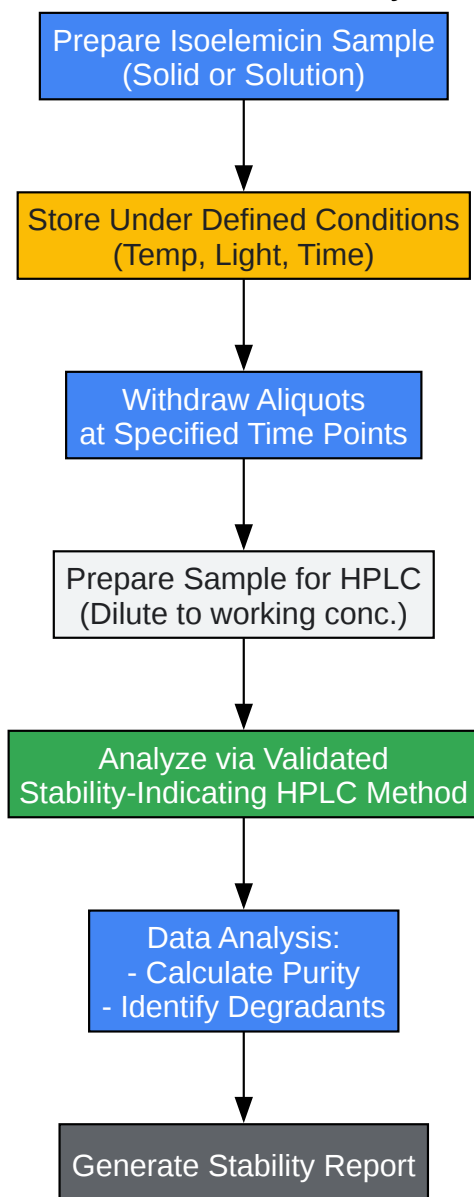 Prepare Isoelemicin Sample
(Solid or Solution)
Store Under Defined Conditions
(Temp, Light, Time)
Withdraw Aliquots
at Specified Time Points
Prepare Sample for HPLC
(Dilute to working conc.)
Analyze via Validated
Stability-Indicating HPLC Method
Data Analysis:
- Calculate Purity
- Identify Degradants
Generate Stability Report